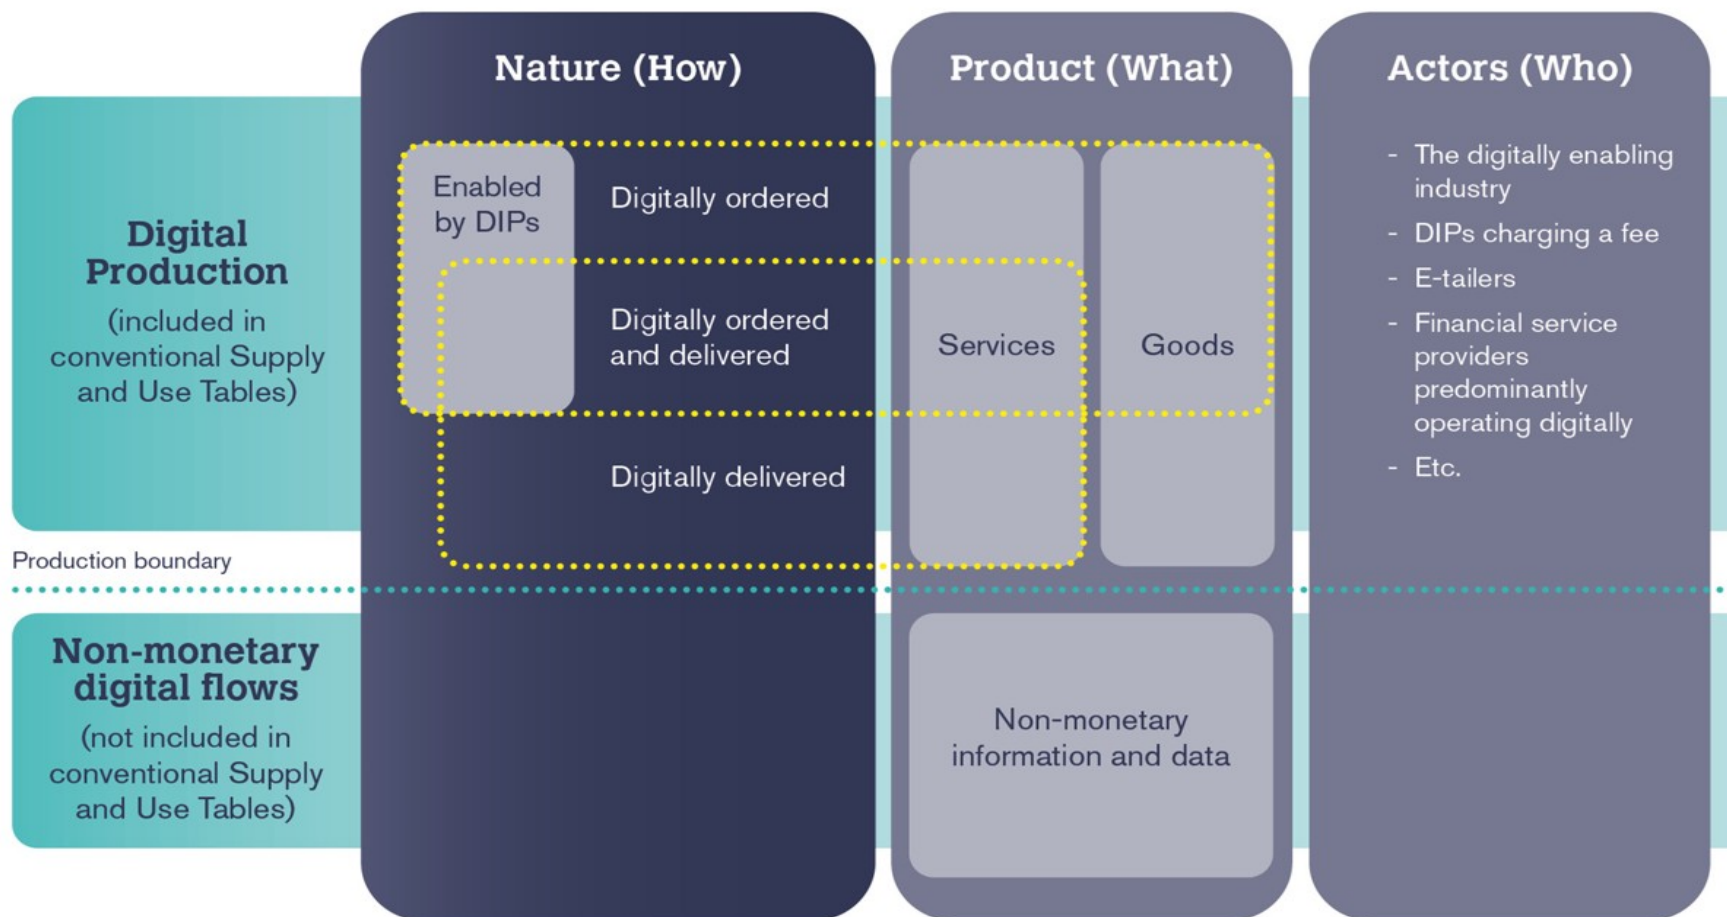 Nature (How)
Product (What)
Actors (Who)
Digital
Production
(included in
conventional Supply
and Use Tables)
Enabled
by DIPs
Digitally ordered
Digitally ordered
and delivered
Digitally delivered
Services
Goods
- The digitally enabling
industry
- DIPs charging a fee
- E-tailers
- Financial service
providers
predominantly
operating digitally
- Etc.
Production boundary
Non-monetary
digital flows
(not included in
conventional Supply
and Use Tables)
Non-monetary
information and data